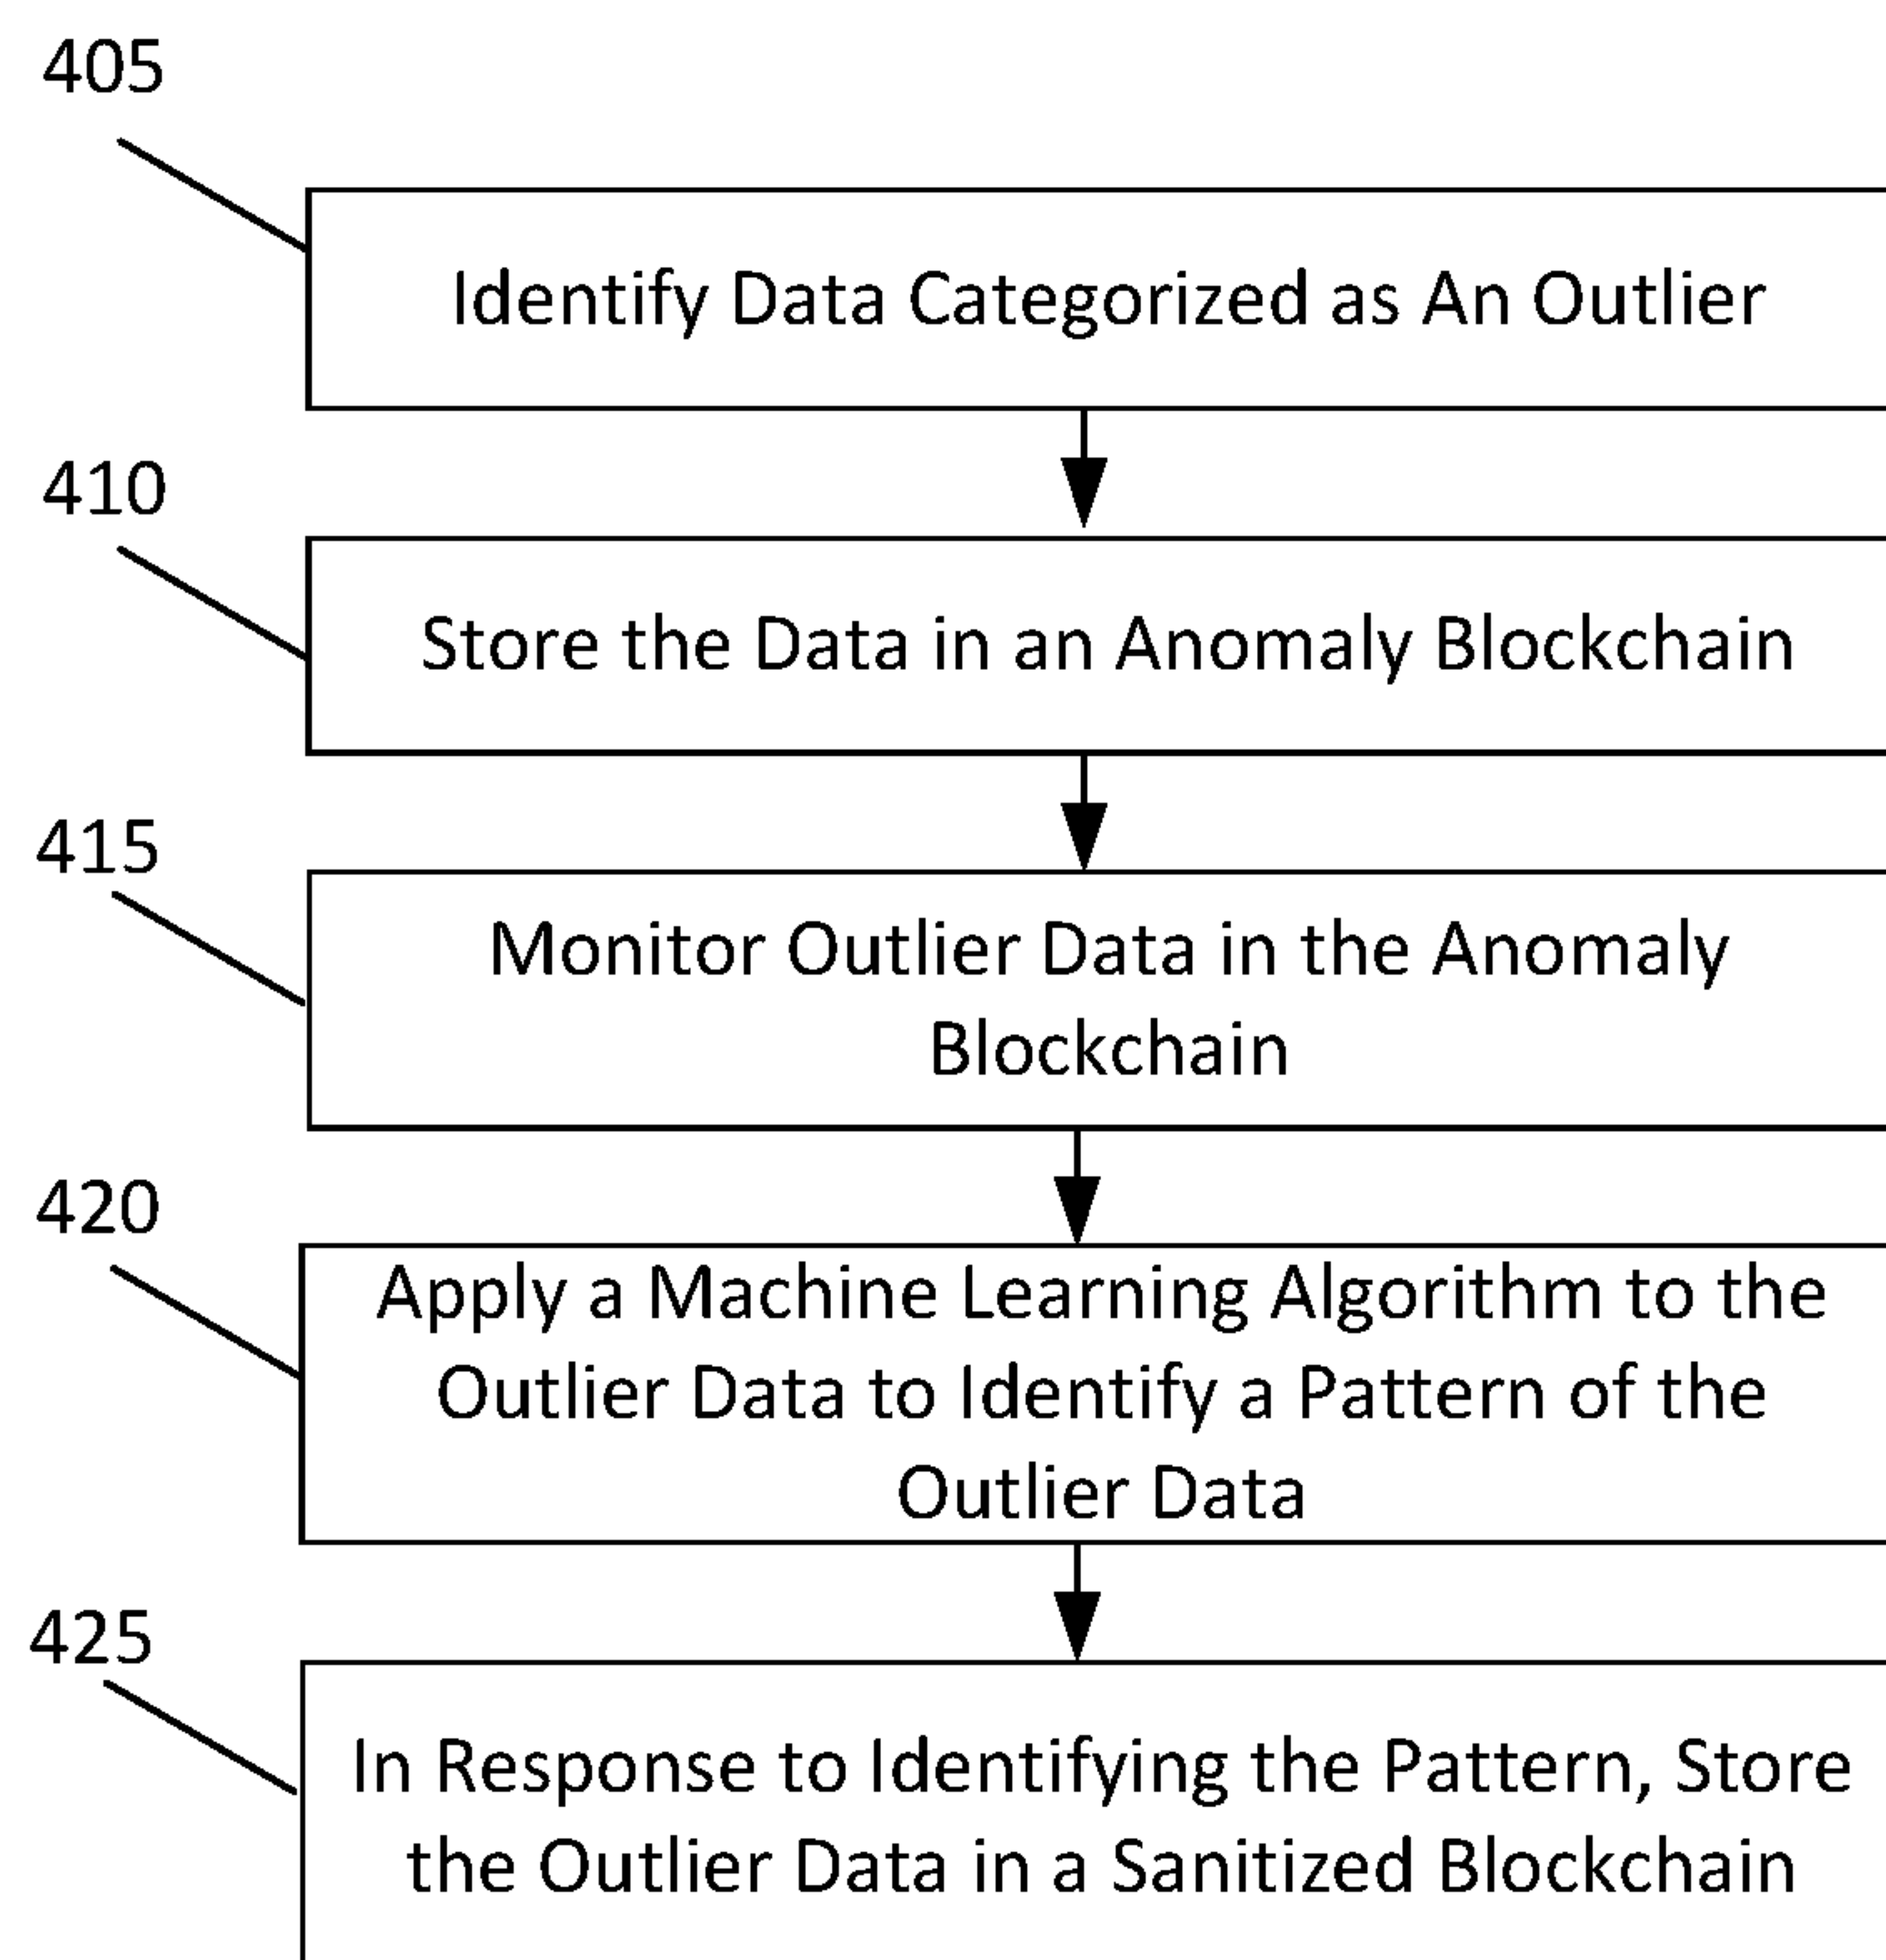 405
Identify Data Categorized as An Outlier
410
Store the Data in an Anomaly Blockchain
415
Monitor Outlier Data in the Anomaly
Blockchain
420
Apply a Machine Learning Algorithm to the
Outlier Data to Identify a Pattern of the
Outlier Data
425
In Response to Identifying the Pattern, Store
the Outlier Data in a Sanitized Blockchain